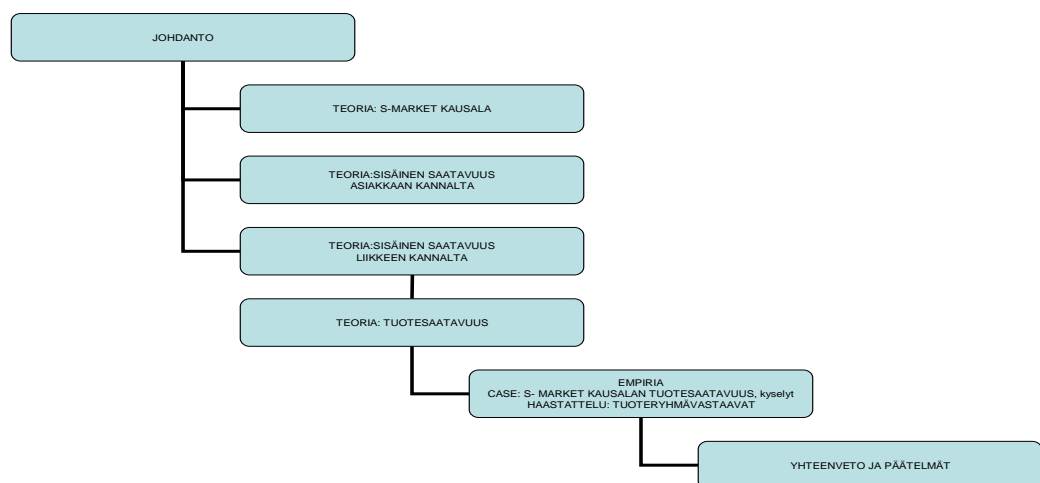 JOHDANTO
TEORIA: S-MARKET KAUSALA
TEORIA:SISÄINEN SAATAVUUS
ASIAKKAAN KANNALTA
TEORIA:SISÄINEN SAATAVUUS
LIIKKEEN KANNALTA
TEORIA: TUOTESAATAVUUS
EMPIRIA
CASE: S- MARKET KAUSALAN TUOTESAATAVUUS, kyselyt
HAASTATTELU: TUOTERYHMÄVASTAAVAT
YHTEENVETO JA PÄÄTELMÄT